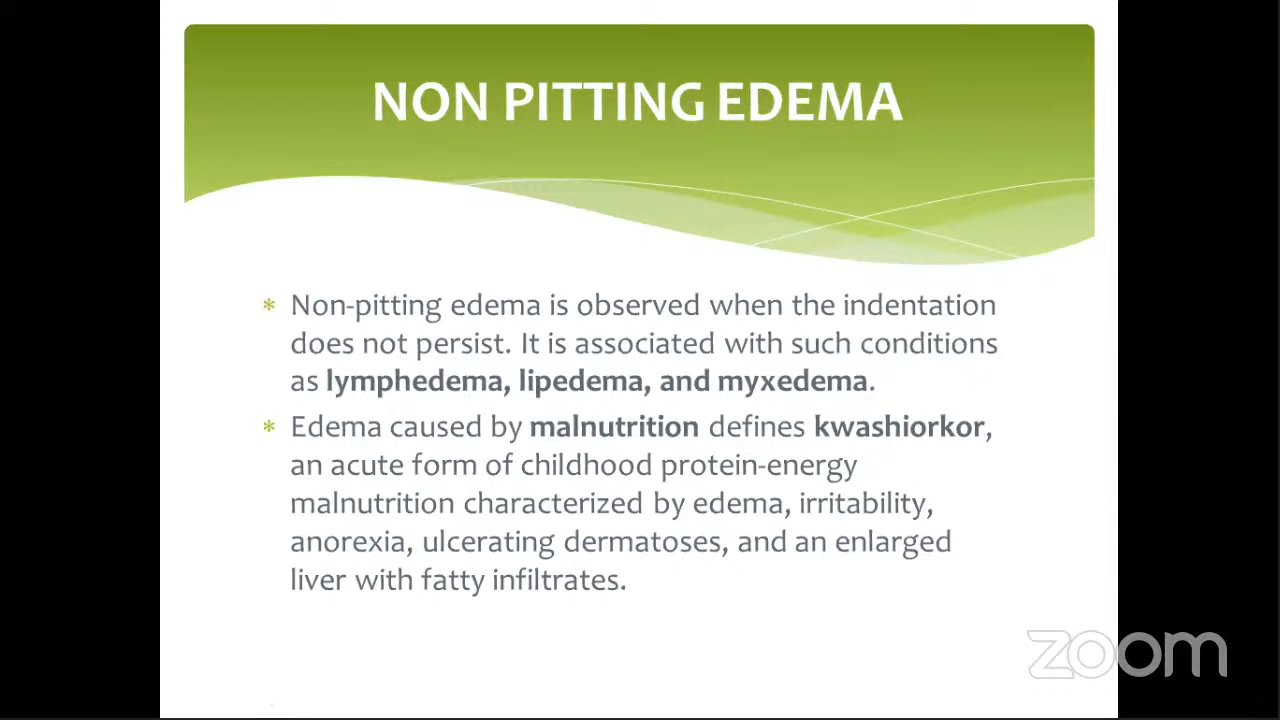 NON PITTING EDEMA
* Non-pitting edema is observed when the indentation
does not persist. It is associated with such conditions
as lymphedema, lipedema, and myxedema.
* Edema caused by malnutrition defines kwashiorkor,
an acute form of childhood protein-energy
malnutrition characterized by edema, irritability,
anorexia, ulcerating dermatoses, and an enlarged
liver with fatty infiltrates.
zoom